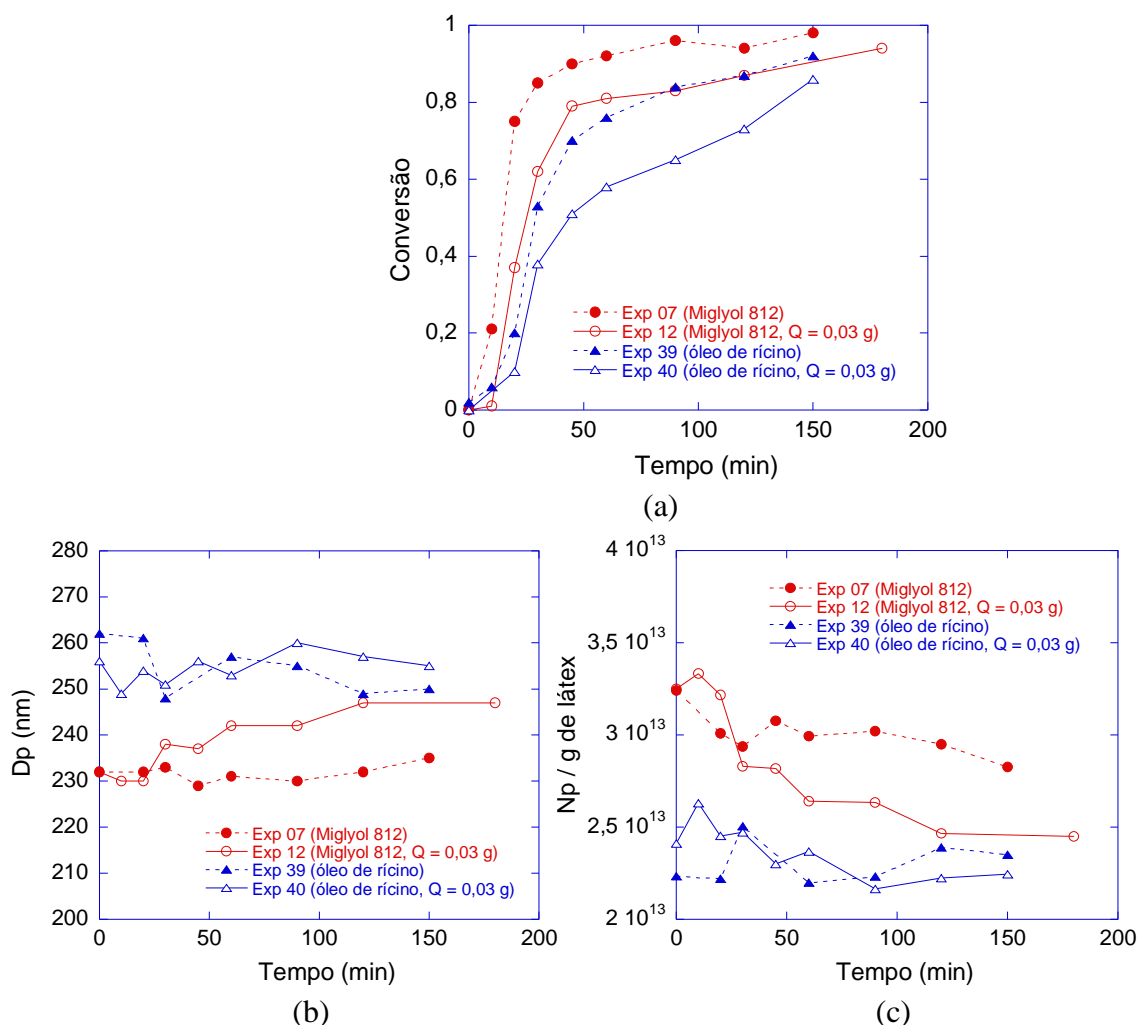 1
0,8
0,6
0,4
0,2
0
Conversão
Exp 07 (Miglyol 812)
Exp 12 (Miglyol 812, Q = 0,03 g)
Exp 39 (óleo de rícino)
Exp 40 (óleo de rícino, Q = 0,03 g)
0 50 100 150 200
Tempo (min)
(a)
280
270
260
250
240
230
220
210
200
Dp (nm)
Exp 07 (Miglyol 812)
Exp 12 (Miglyol 812, Q = 0,03 g)
Exp 39 (óleo de rícino)
Exp 40 (óleo de rícino, Q = 0,03 g)
0 50 100 150 200
Tempo (min)
(b)
4 10¹³
3,5 10¹³
3 10¹³
2,5 10¹³
2 10¹³
Np / g de látex
Exp 07 (Miglyol 812)
Exp 12 (Miglyol 812, Q = 0,03 g)
Exp 39 (óleo de rícino)
Exp 40 (óleo de rícino, Q = 0,03 g)
0 50 100 150 200
Tempo (min)
(c)